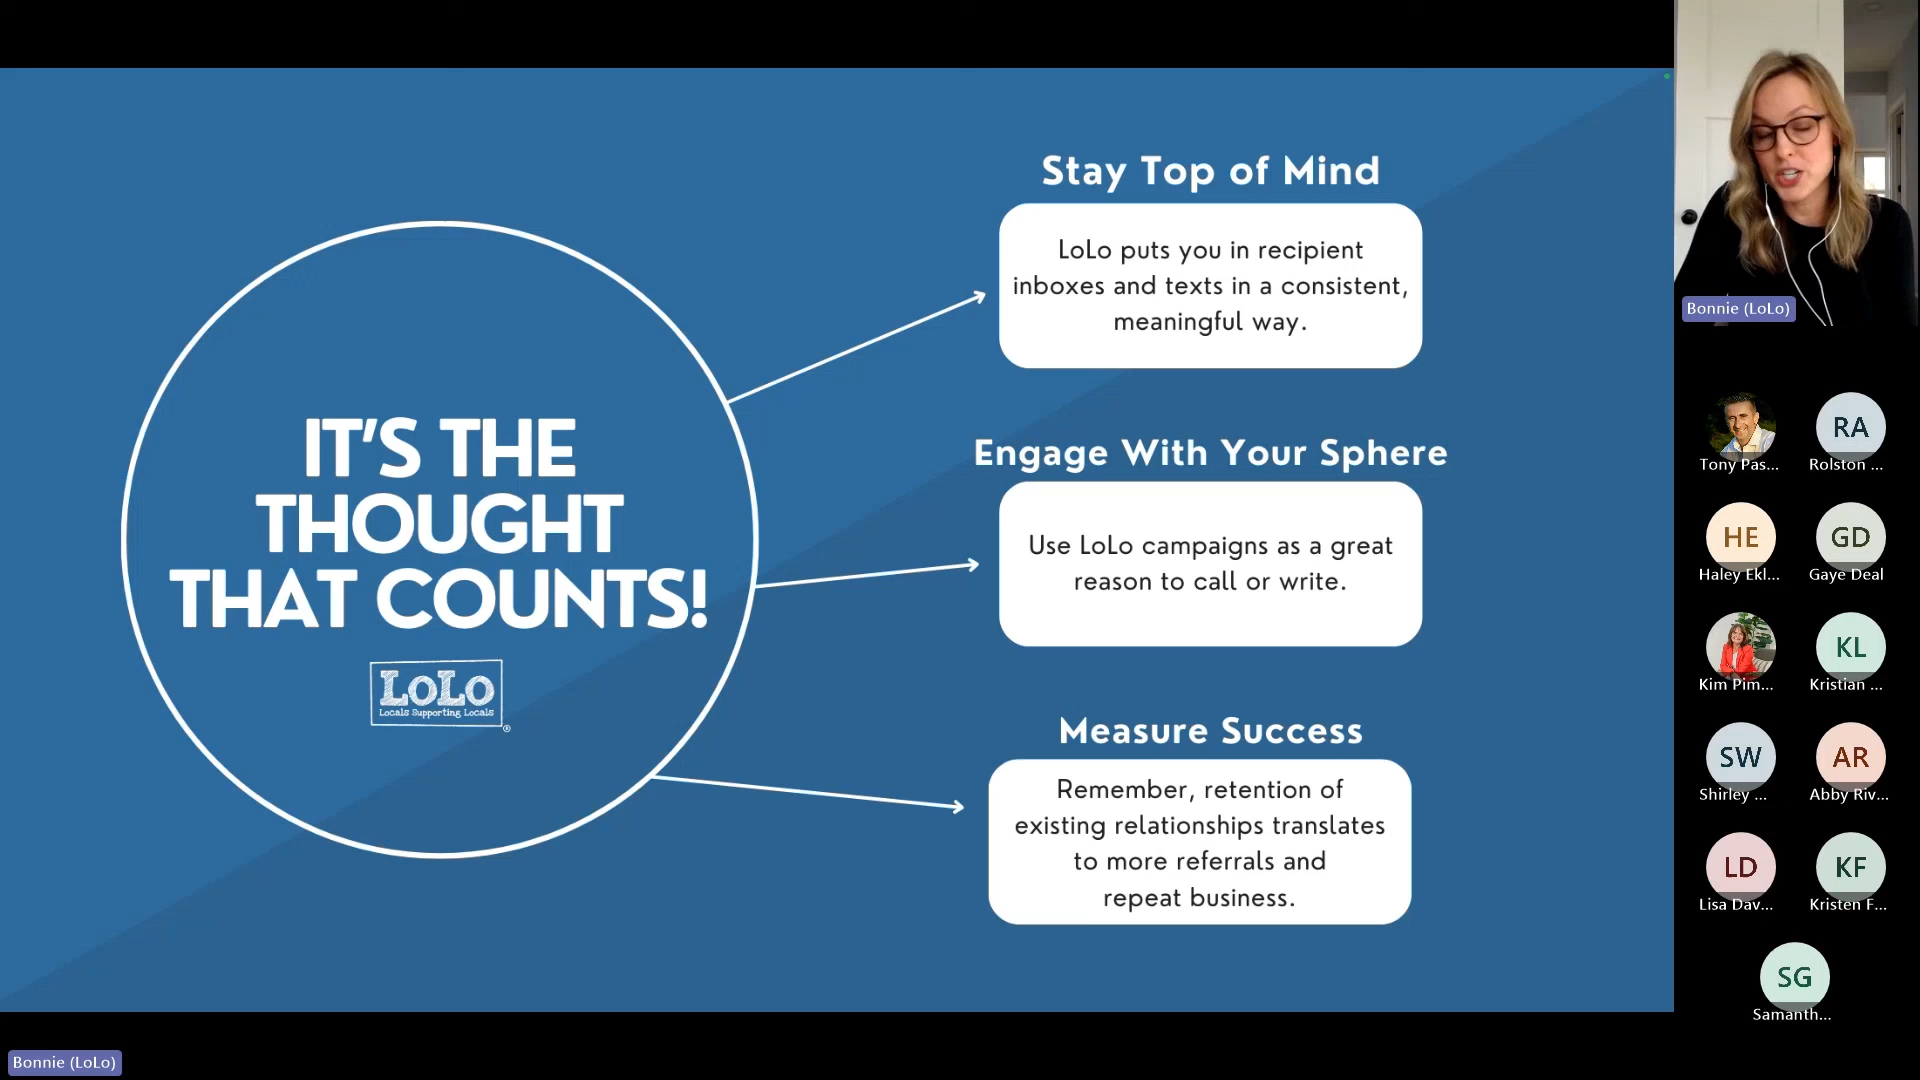 IT'S THE
THOUGHT
THAT COUNTS!
LoLo
Locals Supporting Locals
®
Stay Top of Mind
LoLo puts you in recipient
inboxes and texts in a consistent,
meaningful way.
Engage With Your Sphere
Use LoLo campaigns as a great
reason to call or write.
Measure Success
Remember, retention of
existing relationships translates
to more referrals and
repeat business.
Bonnie (LoLo)
Tony Pas...
RA
Rolston ...
HE
Haley Ekl...
GD
Gaye Deal
Kim Pim...
KL
Kristian ...
SW
Shirley ...
AR
Abby Riv...
LD
Lisa Dav...
KF
Kristen F...
SG
Samanth...
Bonnie (LoLo)